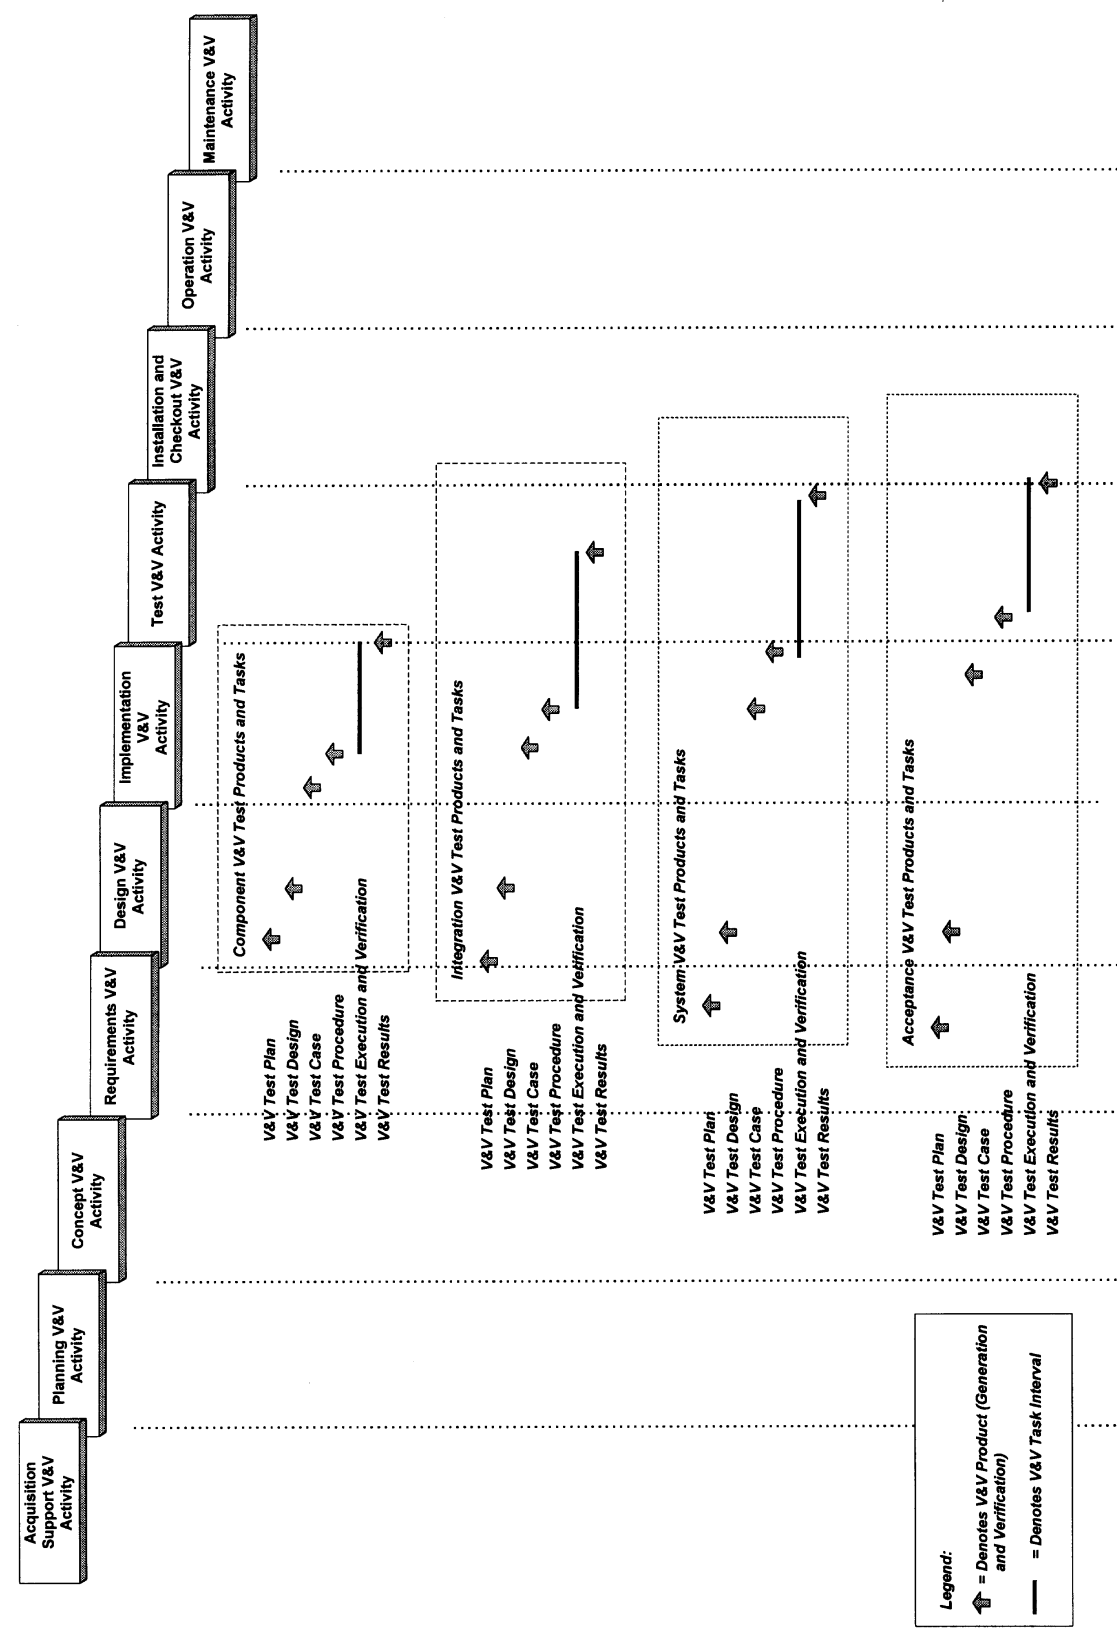 Acquisition
Support V&V
Activity
Planning V&V
Activity
Concept V&V
Activity
Requirements V&V
Activity
Design V&V
Activity
Implementation
V&V
Activity
Test V&V Activity
Installation and
Checkout V&V
Activity
Operation V&V
Activity
Maintenance V&V
Activity
Component V&V Test Products and Tasks
V&V Test Plan
V&V Test Design
V&V Test Case
V&V Test Procedure
V&V Test Execution and Verification
V&V Test Results
Integration V&V Test Products and Tasks
V&V Test Plan
V&V Test Design
V&V Test Case
V&V Test Procedure
V&V Test Execution and Verification
V&V Test Results
System V&V Test Products and Tasks
V&V Test Plan
V&V Test Design
V&V Test Case
V&V Test Procedure
V&V Test Execution and Verification
V&V Test Results
Acceptance V&V Test Products and Tasks
V&V Test Plan
V&V Test Design
V&V Test Case
V&V Test Procedure
V&V Test Execution and Verification
V&V Test Results
Legend:
= Denotes V&V Product (Generation
and Verification)
= Denotes V&V Task Interval